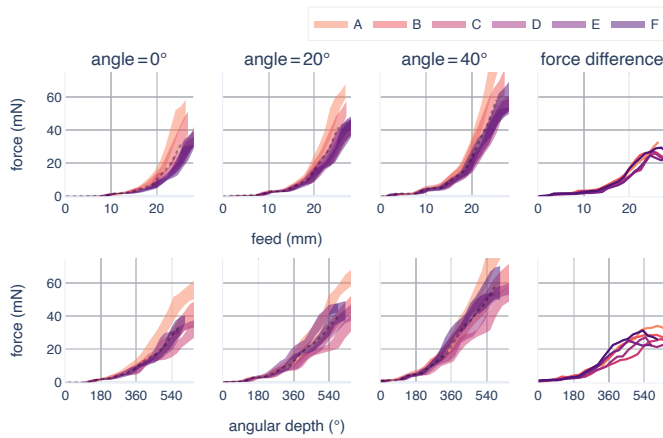 A B C D E F
angle = 0° angle = 20° angle = 40° force difference
force (mN)
60
40
20
0
0 10 20 0 10 20 0 10 20 0 10 20
feed (mm)
force (mN)
60
40
20
0
0 180 360 540 0 180 360 540 0 180 360 540 0 180 360 540
angular depth (°)